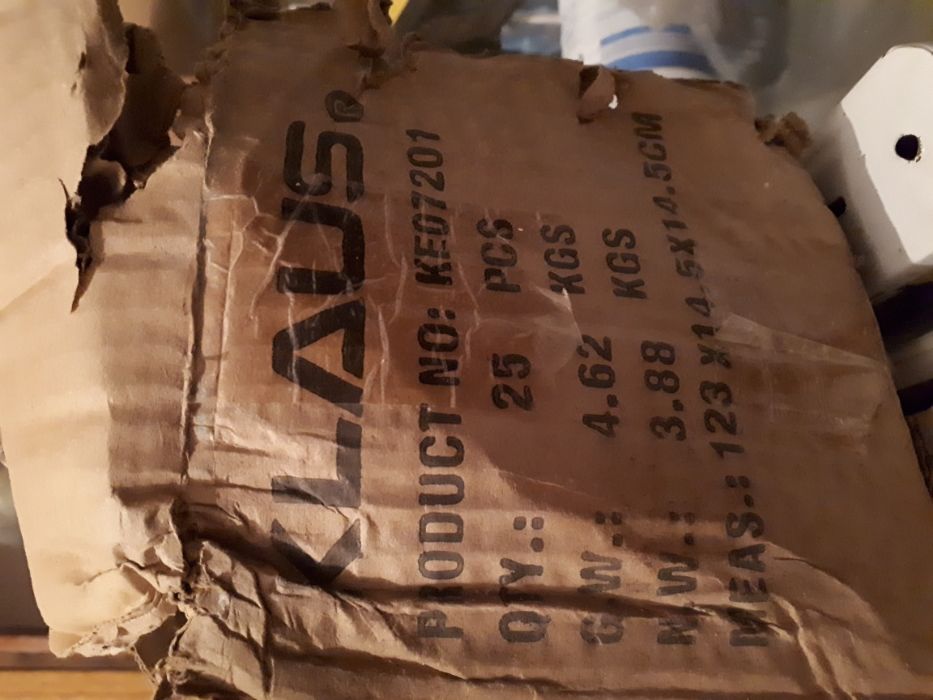 KLAUS®
PRODUCT NO: KE07201
QTY.: 25 PCS
G.W.: 4.62 KGS
N.W.: 3.88 KGS
MEAS.: 123 X14.5X14.5CM